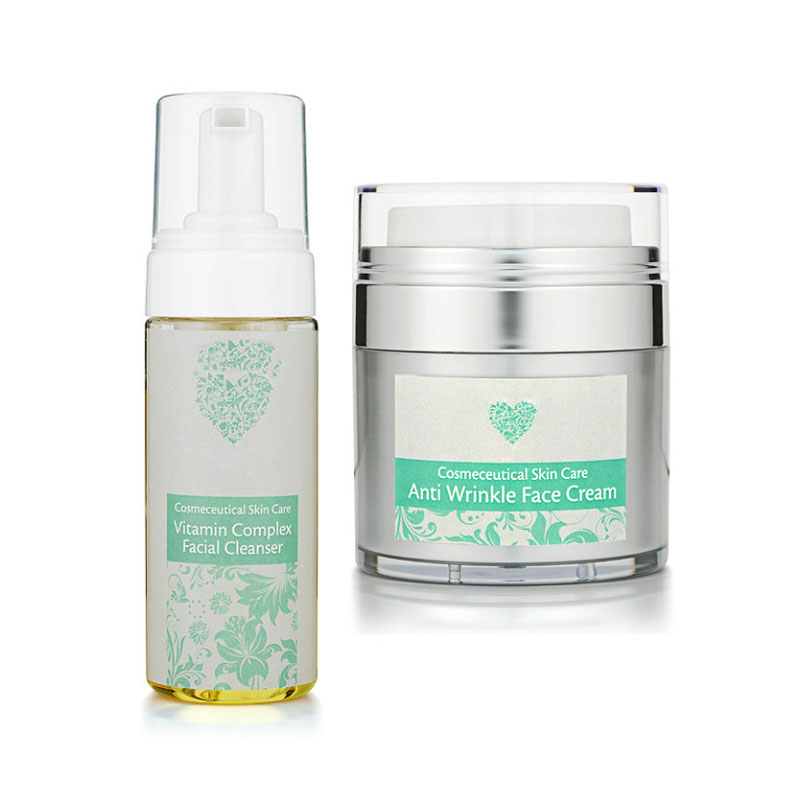 Cosmeceutical Skin Care
Vitamin Complex
Facial Cleanser
Cosmeceutical Skin Care
Anti Wrinkle Face Cream